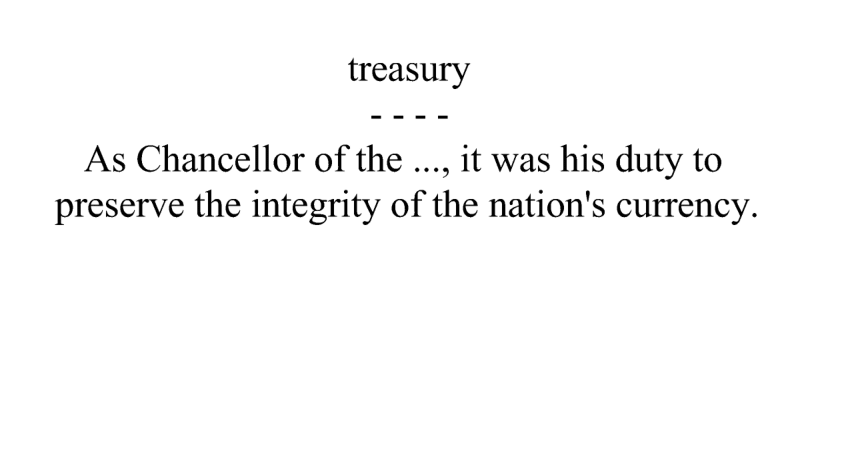 treasury
- - - -
As Chancellor of the ..., it was his duty to
preserve the integrity of the nation's currency.